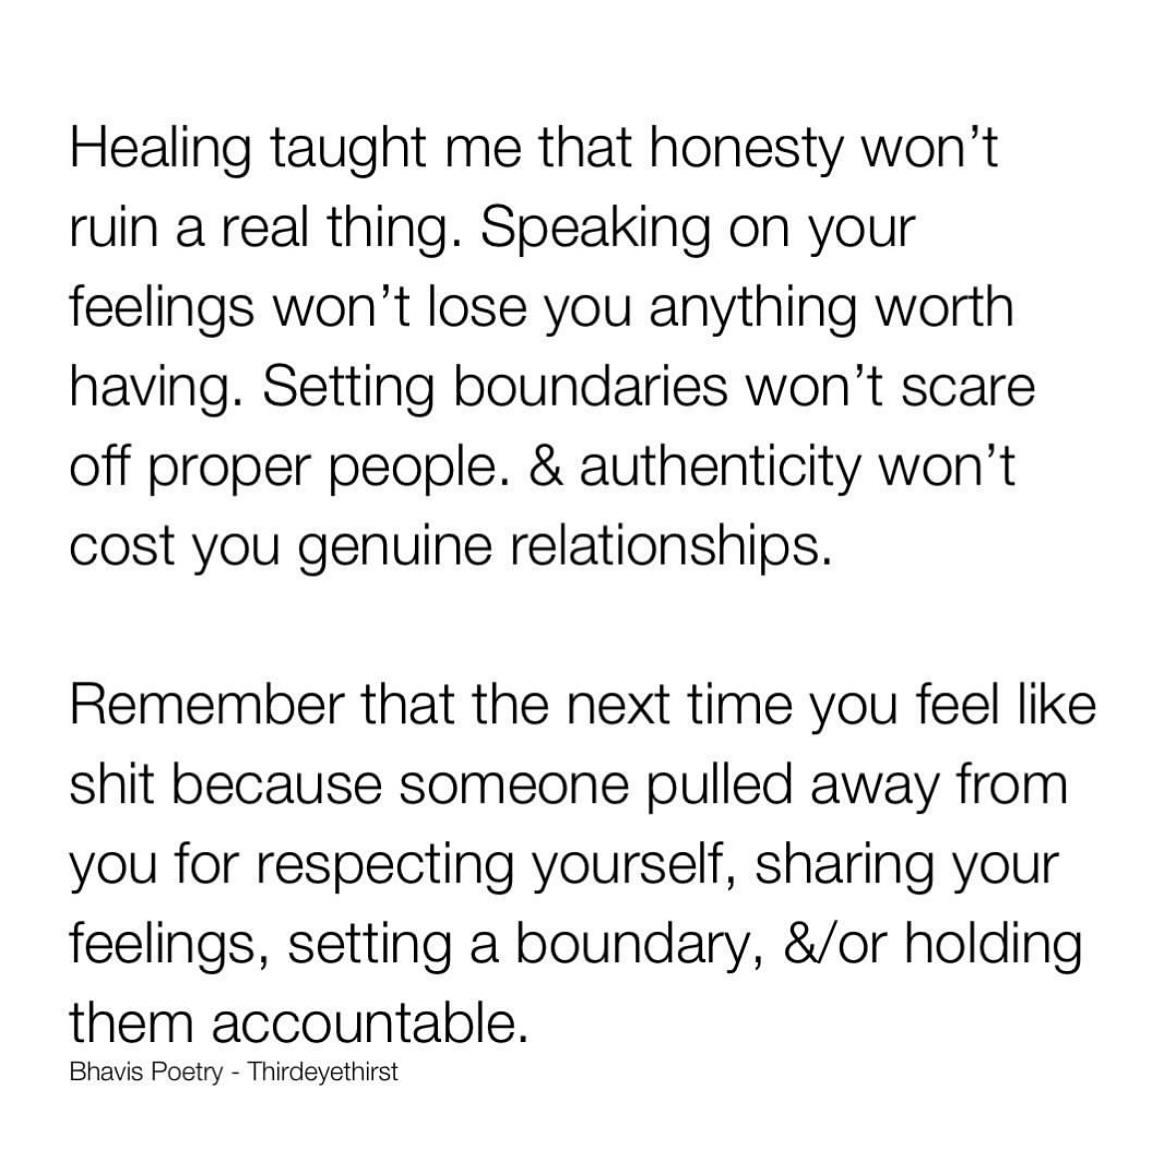 Healing taught me that honesty won’t
ruin a real thing. Speaking on your
feelings won’t lose you anything worth
having. Setting boundaries won’t scare
off proper people. & authenticity won’t
cost you genuine relationships.
Remember that the next time you feel like
shit because someone pulled away from
you for respecting yourself, sharing your
feelings, setting a boundary, &/or holding
them accountable.
Bhavis Poetry - Thirdeyethirst